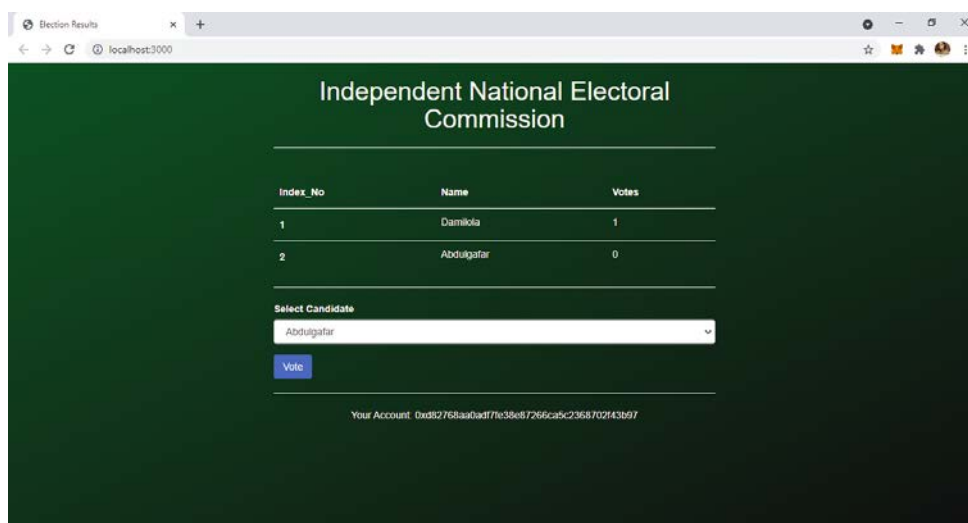 Election Results
localhost:3000
Independent National Electoral
Commission
Index_No Name Votes
1 Damilola 1
2 Abdulgafar 0
Select Candidate
Abdulgafar
Vote
Your Account: